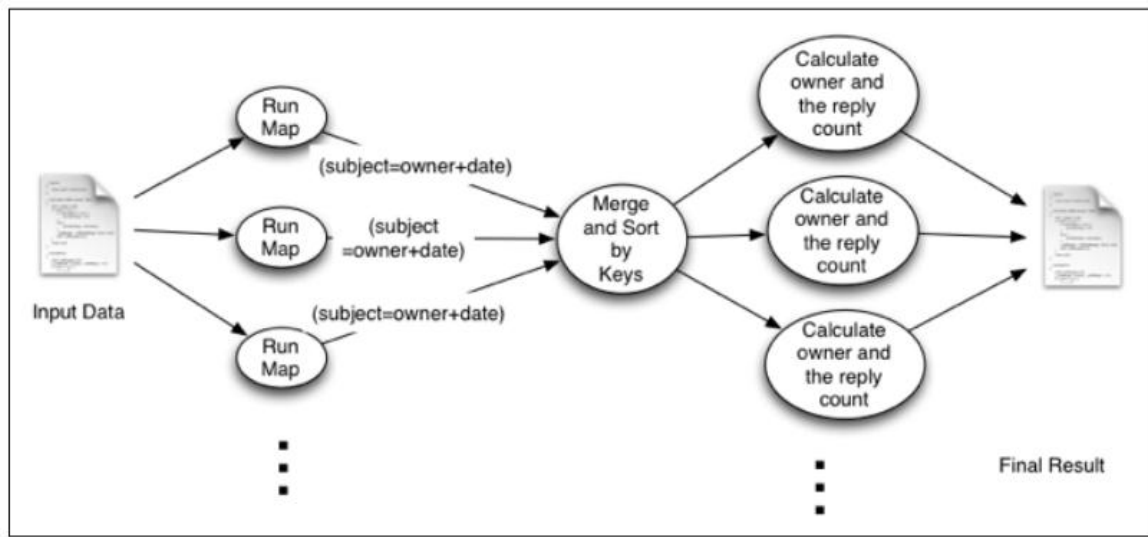 Run
Map
(subject=owner+date)
Run
Map
(subject
=owner+date)
(subject=owner+date)
Run
Map
Input Data
Merge
and Sort
by
Keys
Calculate
owner and
the reply
count
Calculate
owner and
the reply
count
Calculate
owner and
the reply
count
Final Result